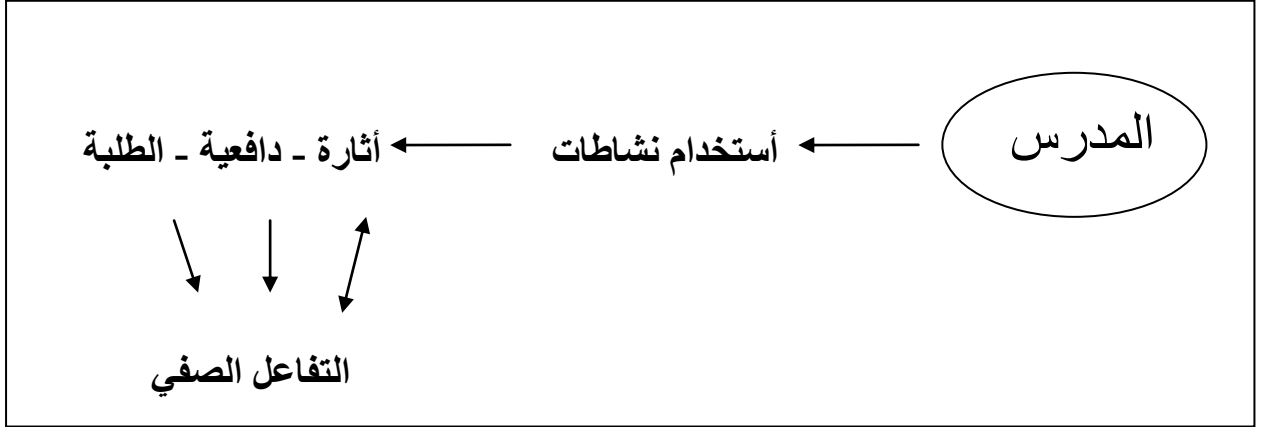 المدرس
أستخدام نشاطات
أثارة - دافعية - الطلبة
التفاعل الصفي